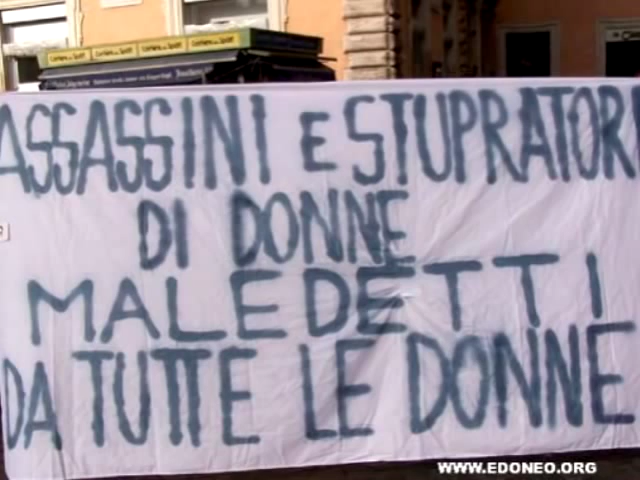 ASSASSINI E STUPRATORI
DI DONNE
MALEDETTI
DA TUTTE LE DONNE
WWW.EDONEO.ORG